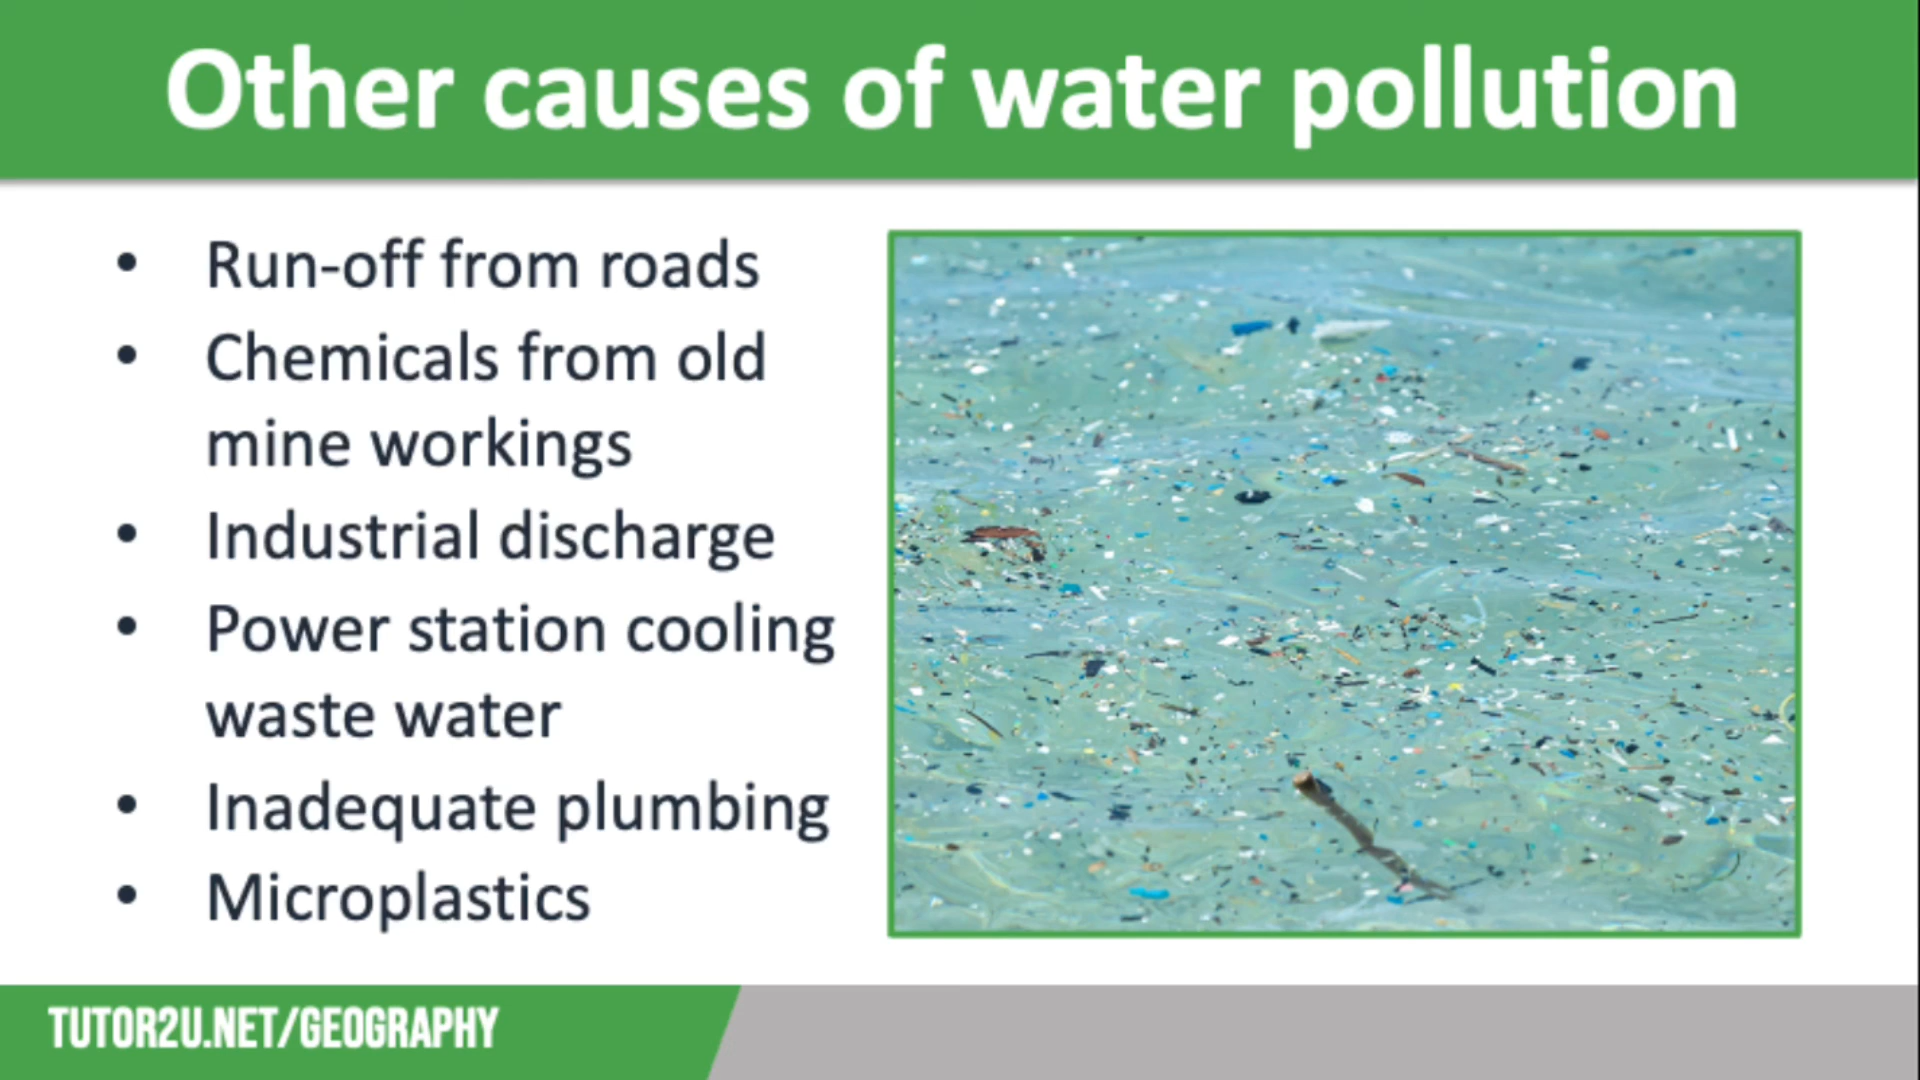 Other causes of water pollution
• Run-off from roads
• Chemicals from old
mine workings
• Industrial discharge
• Power station cooling
waste water
• Inadequate plumbing
• Microplastics
TUTOR2U.NET/GEOGRAPHY